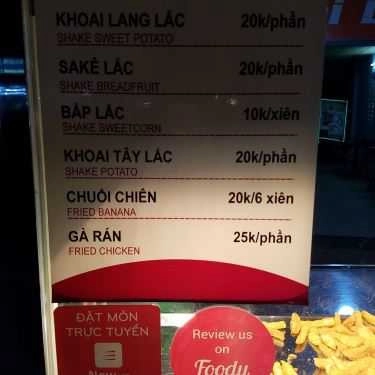 KHOAI LANG LẮC 20k/phần
SHAKE SWEET POTATO
SAKÊ LẮC 20k/phần
SHAKE BREADFRUIT
BẮP LẮC 10k/xiên
SHAKE SWEETCORN
KHOAI TÂY LẮC 20k/phần
SHAKE POTATO
CHUỐI CHIÊN 20k/6 xiên
FRIED BANANA
GÀ RÁN 25k/phần
FRIED CHICKEN
ĐẶT MÓN
TRỰC TUYẾN
Now
Review us
on
Foody